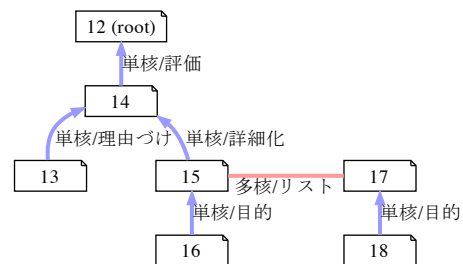 12 (root)
単核/評価
14
単核/理由づけ 単核/詳細化
13 15 17
多核/リスト
単核/目的 単核/目的
16 18